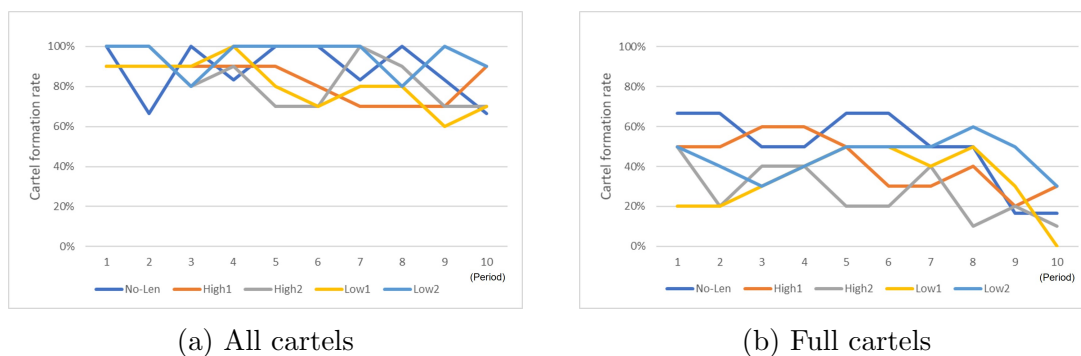 100%
80%
60%
40%
20%
0%
Cartel formation rate
1 2 3 4 5 6 7 8 9 10
(Period)
No-Len High1 High2 Low1 Low2
(a) All cartels
100%
80%
60%
40%
20%
0%
Cartel formation rate
1 2 3 4 5 6 7 8 9 10
(Period)
No-Len High1 High2 Low1 Low2
(b) Full cartels